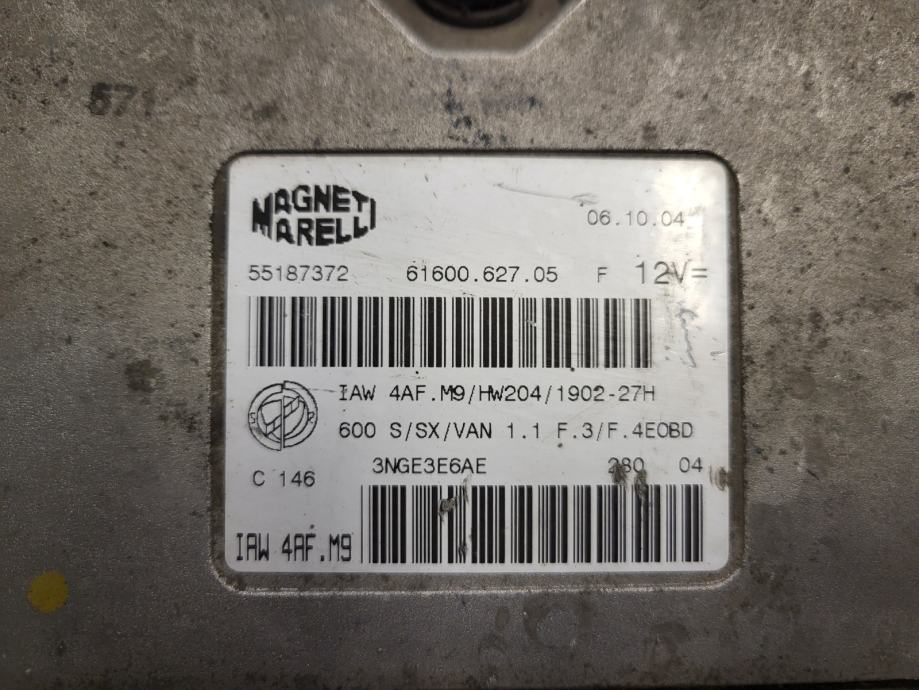 571
MAGNETI
MARELLI
06.10.04
55187372 61600.627.05 F 12V=
IAW 4AF.M9/HW204/1902-27H
600 S/SX/VAN 1.1 F.3/F.4EOBD
3NGE3E6AE 280 04
C 146
IAW 4AF.M9